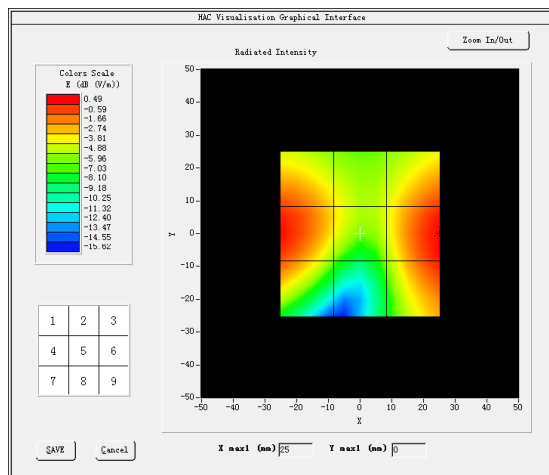 HAC Visualisation Graphical Interface
Zoom In/Out
Radiated Intensity
Colors Scale
E (dB (V/m))
0.49
-0.59
-1.66
-2.74
-3.81
-4.88
-5.96
-7.03
-8.10
-9.18
-10.25
-11.32
-12.40
-13.47
-14.55
-15.62
50
40
30
20
10
0
-10
-20
-30
-40
-50
Y
-50 -40 -30 -20 -10 0 10 20 30 40 50
X
1 2 3
4 5 6
7 8 9
SAVE Cancel
X max1 (mm) 25 Y max1 (mm) 0